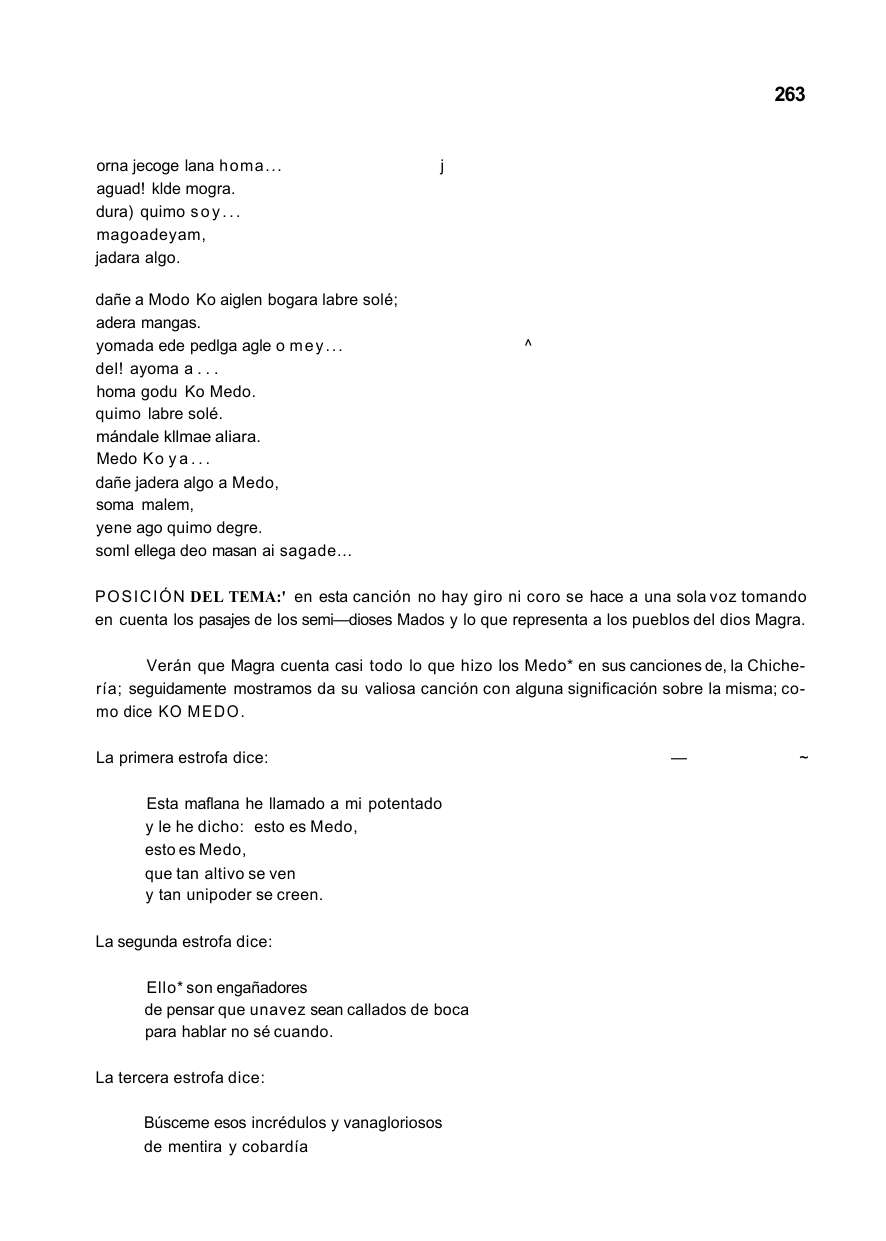 263
orna jecoge lana homa... j
aguad! klde mogra.
dura) quimo soy...
magoadeyam,
jadara algo.
dañe a Modo Ko aiglen bogara labre solé;
adera mangas.
yomada ede pedlga agle o mey... ^
del! ayoma a...
homa godu Ko Medo.
quimo labre solé.
mándale kllmae aliara.
Medo Ko ya...
dañe jadera algo a Medo,
soma malem,
yene ago quimo degre.
soml ellega deo masan ai sagade...
POSICIÓN DEL TEMA:' en esta canción no hay giro ni coro se hace a una sola voz tomando
en cuenta los pasajes de los semi—dioses Mados y lo que representa a los pueblos del dios Magra.
Verán que Magra cuenta casi todo lo que hizo los Medo* en sus canciones de, la Chiche-
ría; seguidamente mostramos da su valiosa canción con alguna significación sobre la misma; co-
mo dice KO MEDO.
La primera estrofa dice: — ~
Esta maflana he llamado a mi potentado
y le he dicho: esto es Medo,
esto es Medo,
que tan altivo se ven
y tan unipoder se creen.
La segunda estrofa dice:
Ello* son engañadores
de pensar que unavez sean callados de boca
para hablar no sé cuando.
La tercera estrofa dice:
Búsceme esos incrédulos y vanagloriosos
de mentira y cobardía